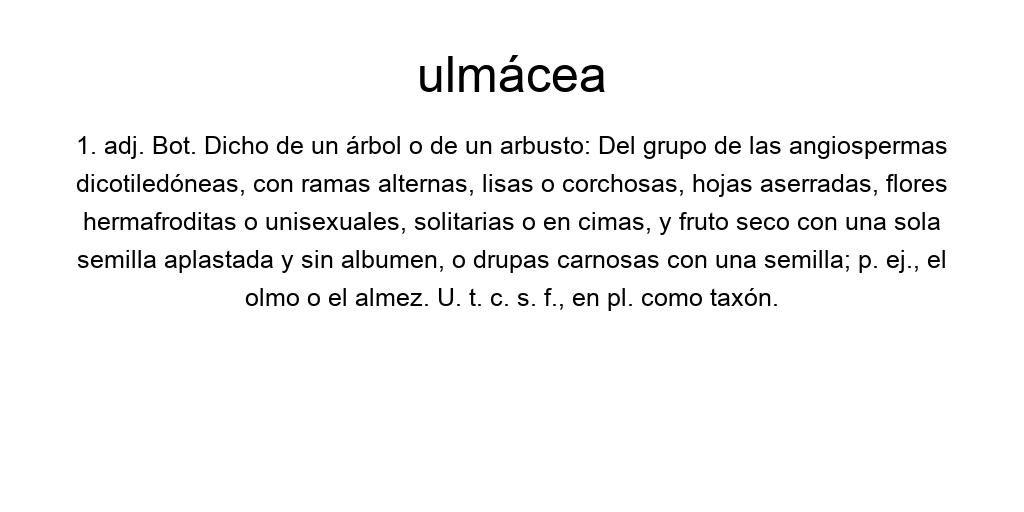 ulmácea
1. adj. Bot. Dicho de un árbol o de un arbusto: Del grupo de las angiospermas
dicotiledóneas, con ramas alternas, lisas o corchosas, hojas aserradas, flores
hermafroditas o unisexuales, solitarias o en cimas, y fruto seco con una sola
semilla aplastada y sin albumen, o drupas carnosas con una semilla; p. ej., el
olmo o el almez. U. t. c. s. f., en pl. como taxón.